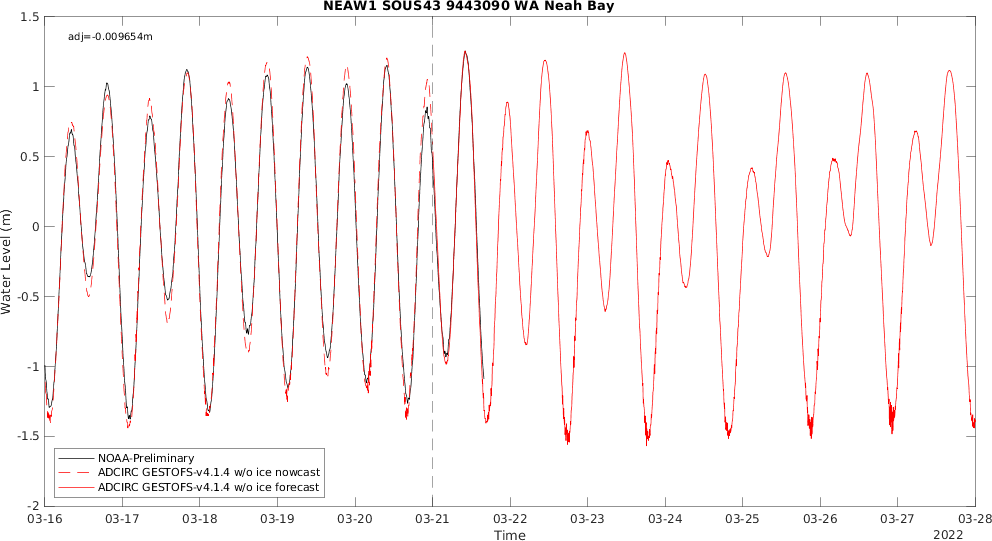 NEAW1 SOUS43 9443090 WA Neah Bay
adj=-0.009654m
1.5
1
0.5
0
-0.5
-1
-1.5
-2
Water Level (m)
NOAA-Preliminary
ADCIRC GESTOFS-v4.1.4 w/o ice nowcast
ADCIRC GESTOFS-v4.1.4 w/o ice forecast
03-16 03-17 03-18 03-19 03-20 03-21 03-22 03-23 03-24 03-25 03-26 03-27 03-28
Time
2022